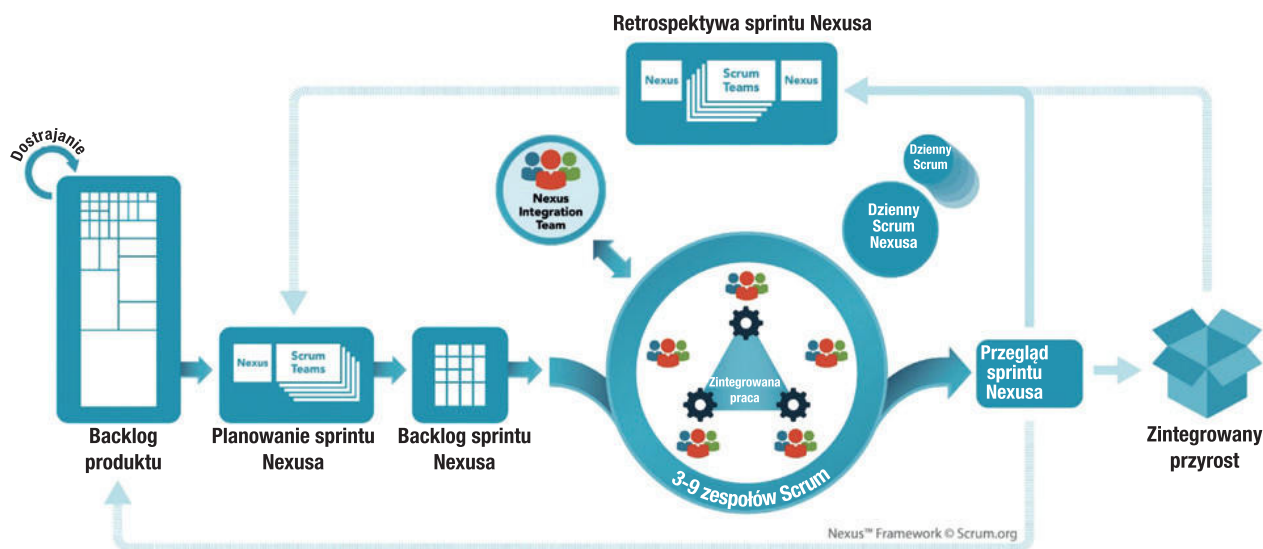 Retrospektywa sprintu Nexusa
Nexus
Scrum
Teams
Nexus
Dostrajanie
Nexus
Integration
Team
Dzienny
Scrum
Dzienny
Scrum
Nexusa
Nexus
Scrum
Teams
Zintegrowana
praca
Przegląd
sprintu
Nexusa
Backlog
produktu
Planowanie sprintu
Nexusa
Backlog sprintu
Nexusa
3-9 zespołów Scrum
Zintegrowany
przyrost
Nexus™ Framework © Scrum.org